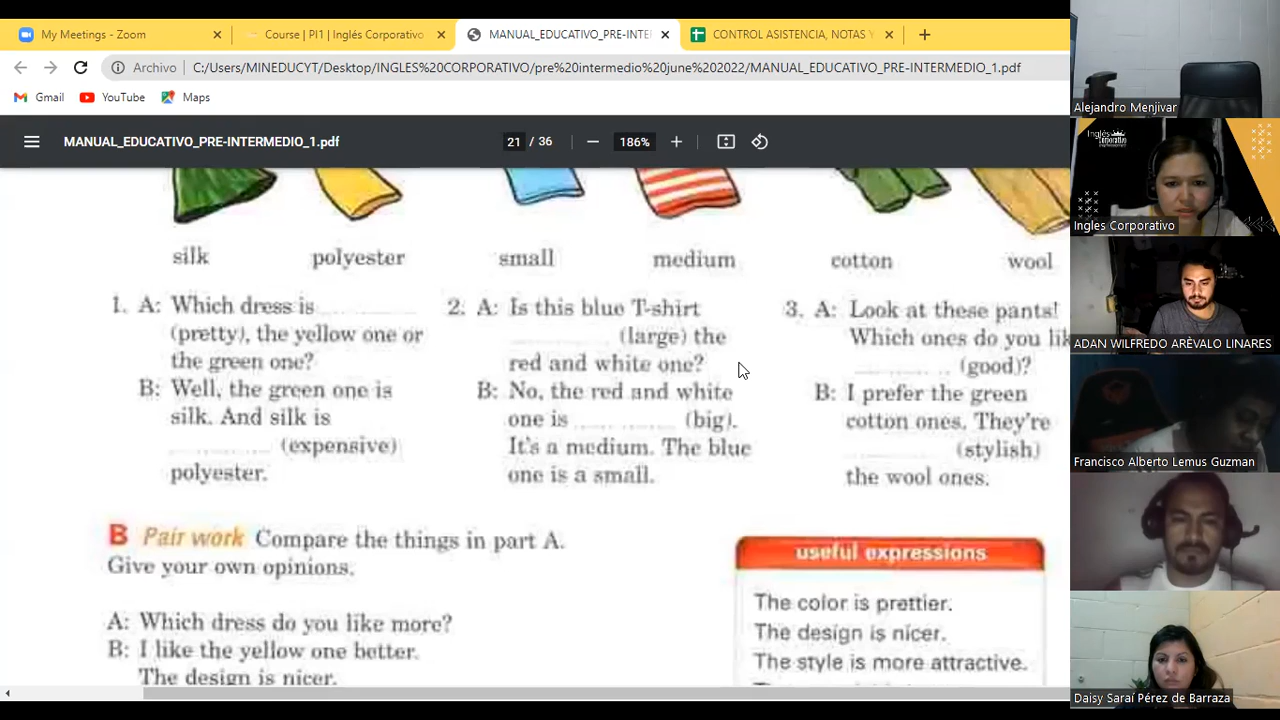 My Meetings - Zoom
Course | PI1 | Inglés Corporativo
MANUAL_EDUCATIVO_PRE-INTER
CONTROL ASISTENCIA, NOTAS Y
Archivo
C:/Users/MINEDUCYT/Desktop/INGLES%20CORPORATIVO/pre%20intermedio%20june%202022/MANUAL_EDUCATIVO_PRE-INTERMEDIO_1.pdf
Gmail
YouTube
Maps
MANUAL_EDUCATIVO_PRE-INTERMEDIO_1.pdf
21 / 36
186%
silk
polyester
small
medium
cotton
wool
1. A: Which dress is
(pretty), the yellow one or
the green one?
B: Well, the green one is
silk. And silk is
(expensive)
polyester.
2. A: Is this blue T-shirt
(large) the
red and white one?
B: No, the red and white
one is (big).
It's a medium. The blue
one is a small.
3. A: Look at these pants!
Which ones do you lik
(good)?
B: I prefer the green
cotton ones. They're
(stylish)
the wool ones.
B Pair work Compare the things in part A.
Give your own opinions.
A: Which dress do you like more?
B: I like the yellow one better.
The design is nicer.
useful expressions
The color is prettier.
The design is nicer.
The style is more attractive.
Alejandro Menjivar
Inglés
Corporativo
Ingles Corporativo
ADAN WILFREDO ARÈVALO LINARES
Francisco Alberto Lemus Guzman
Daisy Saraí Pérez de Barraza